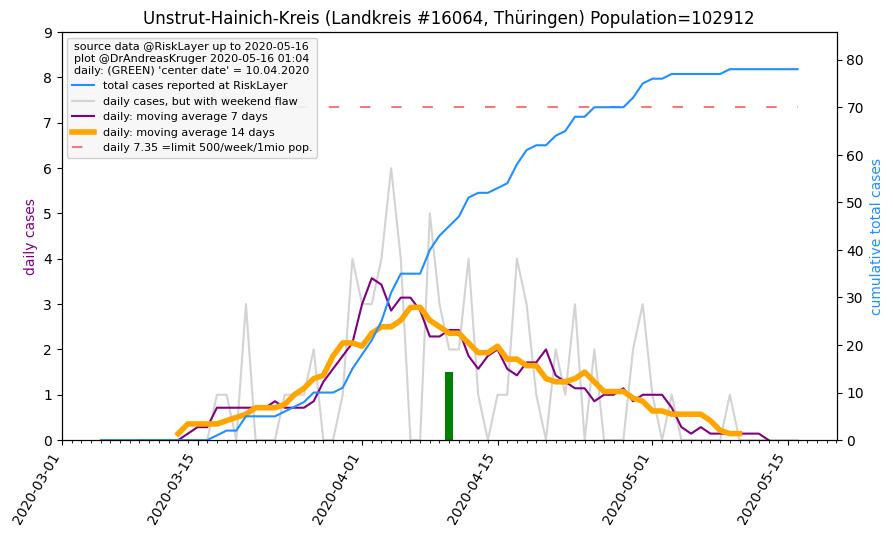 Unstrut-Hainich-Kreis (Landkreis #16064, Thüringen) Population=102912
source data @RiskLayer up to 2020-05-16
plot @DrAndreasKruger 2020-05-16 01:04
daily: (GREEN) 'center date' = 10.04.2020
total cases reported at RiskLayer
daily cases, but with weekend flaw
daily: moving average 7 days
daily: moving average 14 days
daily 7.35 =limit 500/week/1mio pop.
daily cases
9
8
7
6
5
4
3
2
1
0
cumulative total cases
80
70
60
50
40
30
20
10
0
2020-03-01
2020-03-15
2020-04-01
2020-04-15
2020-05-01
2020-05-15